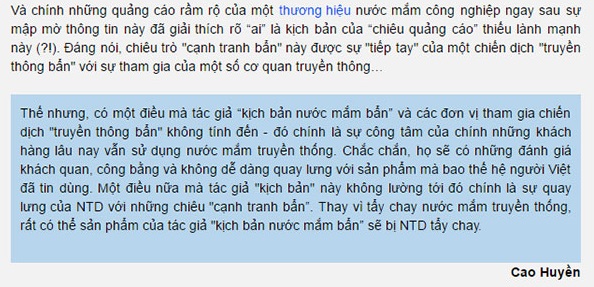 Và chính những quảng cáo rầm rộ của một thương hiệu nước mắm công nghiệp ngay sau sự
mập mờ thông tin này đã giải thích rõ “ai” là kịch bản của “chiêu quảng cáo” thiếu lành mạnh
này (?!). Đáng nói, chiêu trò "cạnh tranh bẩn" này được sự "tiếp tay" của một chiến dịch "truyền
thông bẩn" với sự tham gia của một số cơ quan truyền thông…
Thế nhưng, có một điều mà tác giả “kịch bản nước mắm bẩn” và các đơn vị tham gia chiến
dịch "truyền thông bẩn" không tính đến - đó chính là sự công tâm của chính những khách
hàng lâu nay vẫn sử dụng nước mắm truyền thống. Chắc chắn, họ sẽ có những đánh giá
khách quan, công bằng và không dễ dàng quay lưng với sản phẩm mà bao thế hệ người Việt
đã tin dùng. Một điều nữa mà tác giả "kịch bản" này không lường tới đó chính là sự quay
lưng của NTD với những chiêu "cạnh tranh bẩn”. Thay vì tẩy chay nước mắm truyền thống,
rất có thể sản phẩm của tác giả "kịch bản nước mắm bẩn” sẽ bị NTD tẩy chay.
Cao Huyền